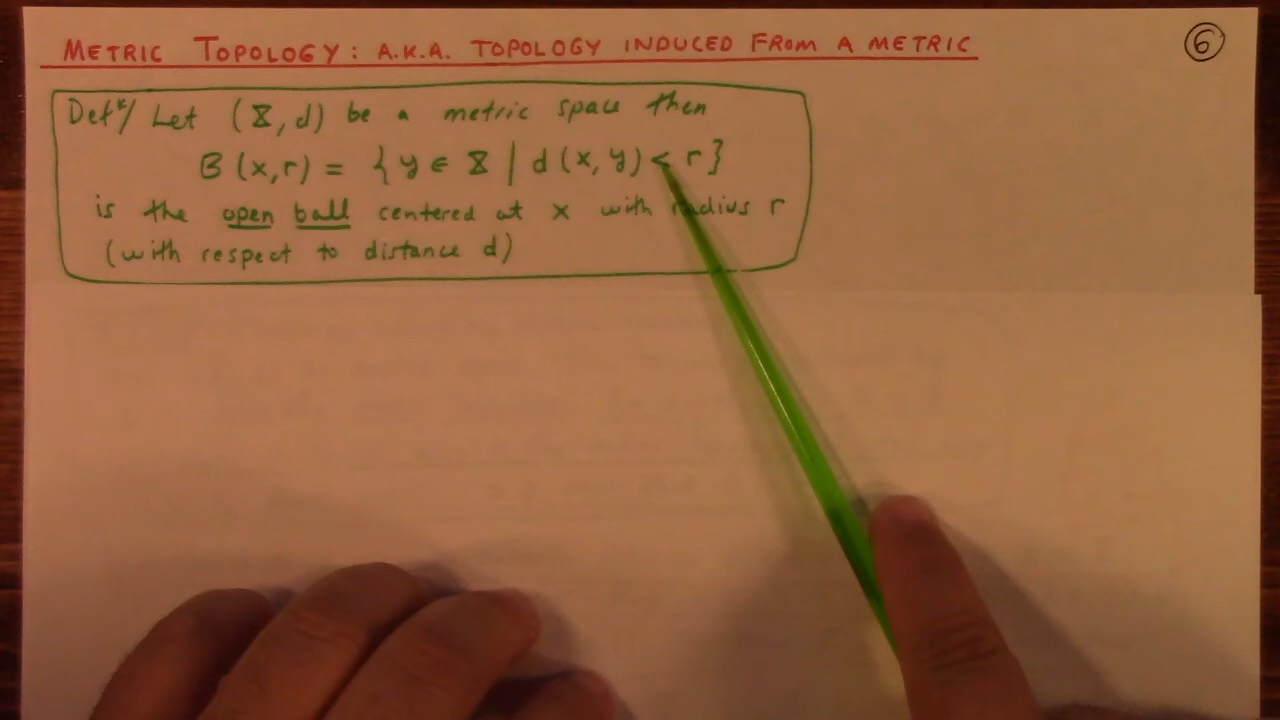 METRIC TOPOLOGY: A.K.A. TOPOLOGY INDUCED FROM A METRIC
6
Defⁿ/ Let (X, d) be a metric space then
B(x,r) = { y ∈ X | d(x, y) < r }
is the open ball centered at x with radius r
(with respect to distance d)